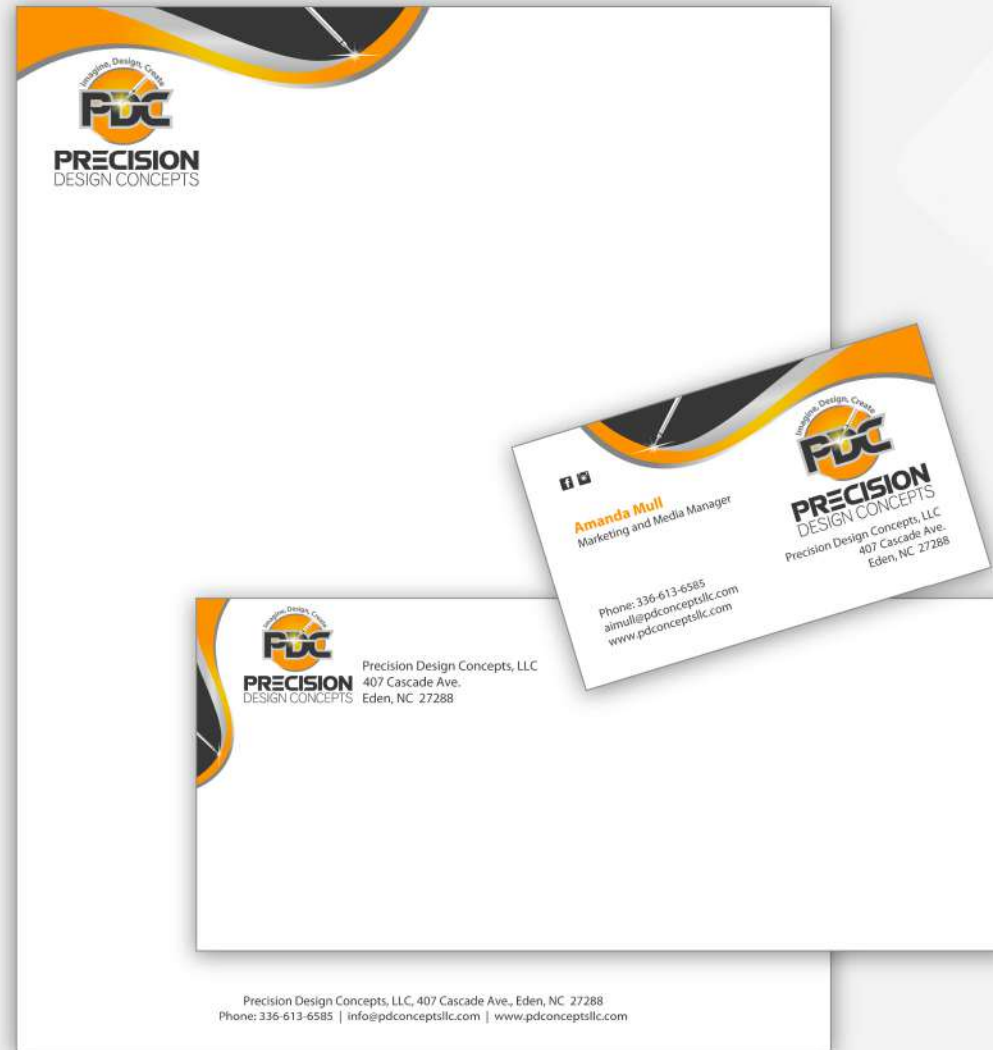 Imagine, Design, Create
PDC
PRECISION
DESIGN CONCEPTS
Imagine, Design, Create
PDC
PRECISION
DESIGN CONCEPTS
Precision Design Concepts, LLC
407 Cascade Ave.
Eden, NC 27288
Amanda Mull
Marketing and Media Manager
Phone: 336-613-6585
aimull@pdconceptsllc.com
www.pdconceptsllc.com
Imagine, Design, Create
PDC
PRECISION
DESIGN CONCEPTS
Precision Design Concepts, LLC
407 Cascade Ave.
Eden, NC 27288
Precision Design Concepts, LLC, 407 Cascade Ave., Eden, NC 27288
Phone: 336-613-6585 | info@pdconceptsllc.com | www.pdconceptsllc.com